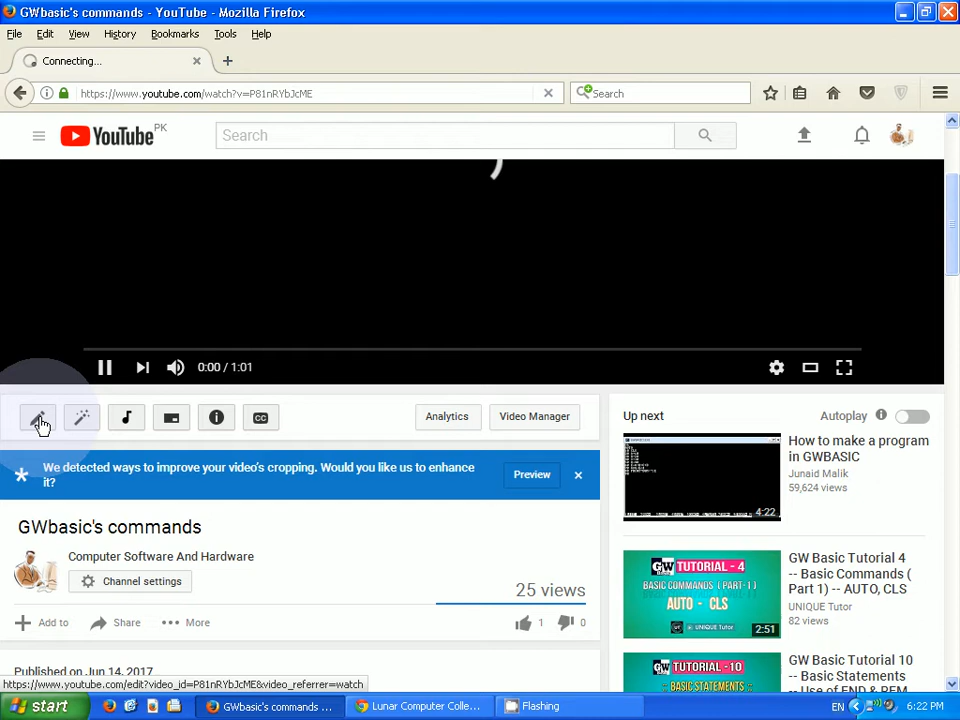 GWbasic's commands - YouTube - Mozilla Firefox
File Edit View History Bookmarks Tools Help
Connecting...
https://www.youtube.com/watch?v=P81nRYbJcME
Search
YouTube PK
Search
0:00 / 1:01
Analytics
Video Manager
We detected ways to improve your video's cropping. Would you like us to enhance
it?
Preview
GWbasic's commands
Computer Software And Hardware
Channel settings
25 views
Add to
Share
More
1
0
Published on Jun 14, 2017
Up next
Autoplay
4:22
How to make a program
in GWBASIC
Junaid Malik
59,624 views
GW TUTORIAL - 4
BASIC COMMANDS ( PART-1 )
AUTO - CLS
UNIQUE Tutor
2:51
GW Basic Tutorial 4
-- Basic Commands (
Part 1) -- AUTO, CLS
UNIQUE Tutor
82 views
GW TUTORIAL -10
BASIC STATEMENTS
GW Basic Tutorial 10
-- Basic Statements
-- Use of END & REM
https://www.youtube.com/edit?video_id=P81nRYbJcME&video_referrer=watch
start
GWbasic's commands ...
Lunar Computer Colle...
Flashing
EN
6:22 PM